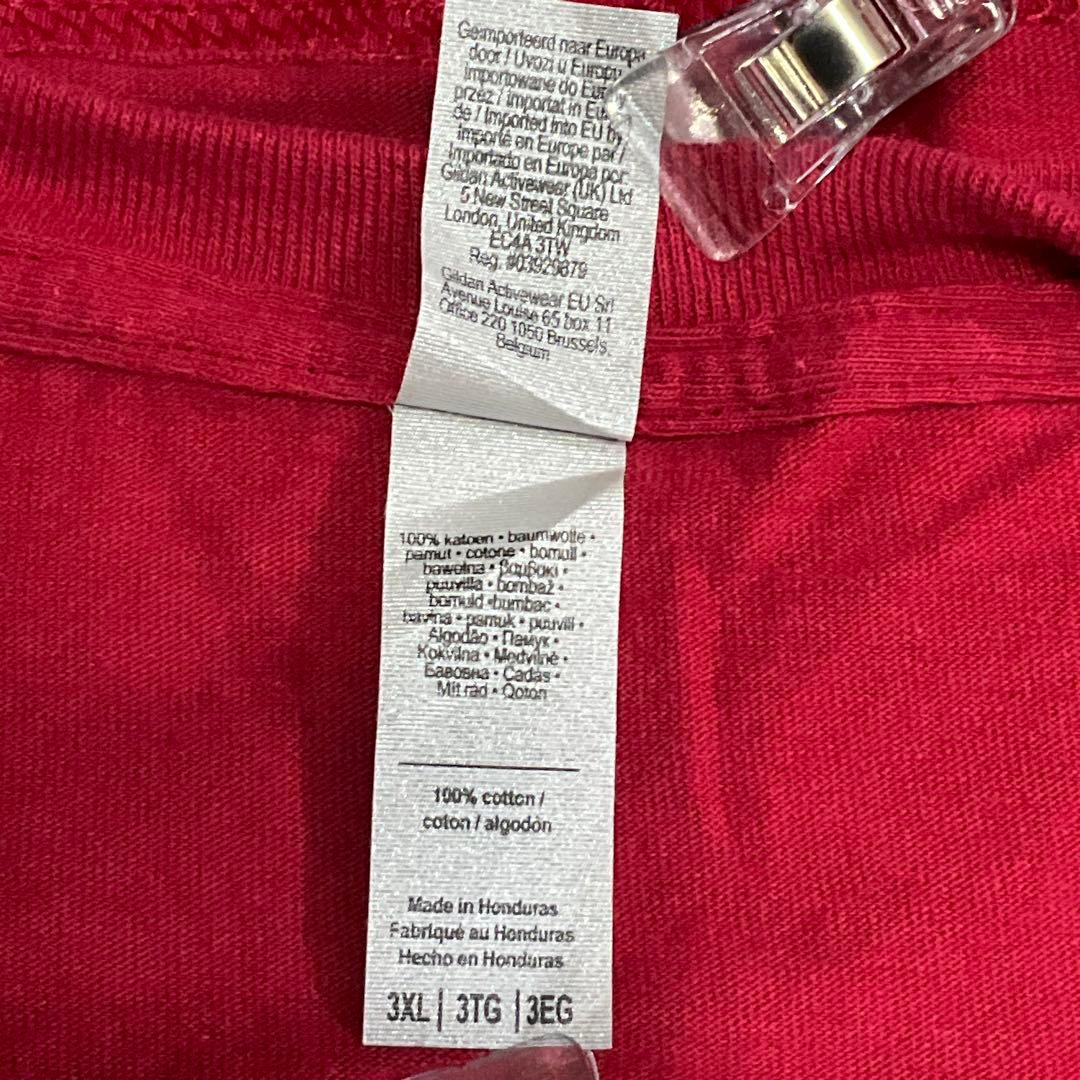 Geïmporteerd naar Europa
door / Uvozi u Europu
Importowane do
przez / Importat în
de / Imported into EU by
importé en Europe par /
Importado en Europa por:
Gildan Activewear (UK) Ltd
5 New Street Square
London, United Kingdom
EC4A 3TW
Reg. #03929879
Gildan Activewear EU Srl
Avenue Louise 65 box 11
Office 220 1050 Brussels,
Belgium
100% katoen • baumwolle •
pamut • cotone • bomull •
bawełna • βαμβακι •
puuvilla • bombaž •
bomuld • bumbac •
bavlna • pamuk • puuvill •
Algodão • Памук •
Kokvilna • Medvilnė •
Бавовна • Cadás •
Mit rad • Qoton
100% cotton /
coton / algodón
Made in Honduras
Fabriqué au Honduras
Hecho en Honduras
3XL | 3TG | 3EG